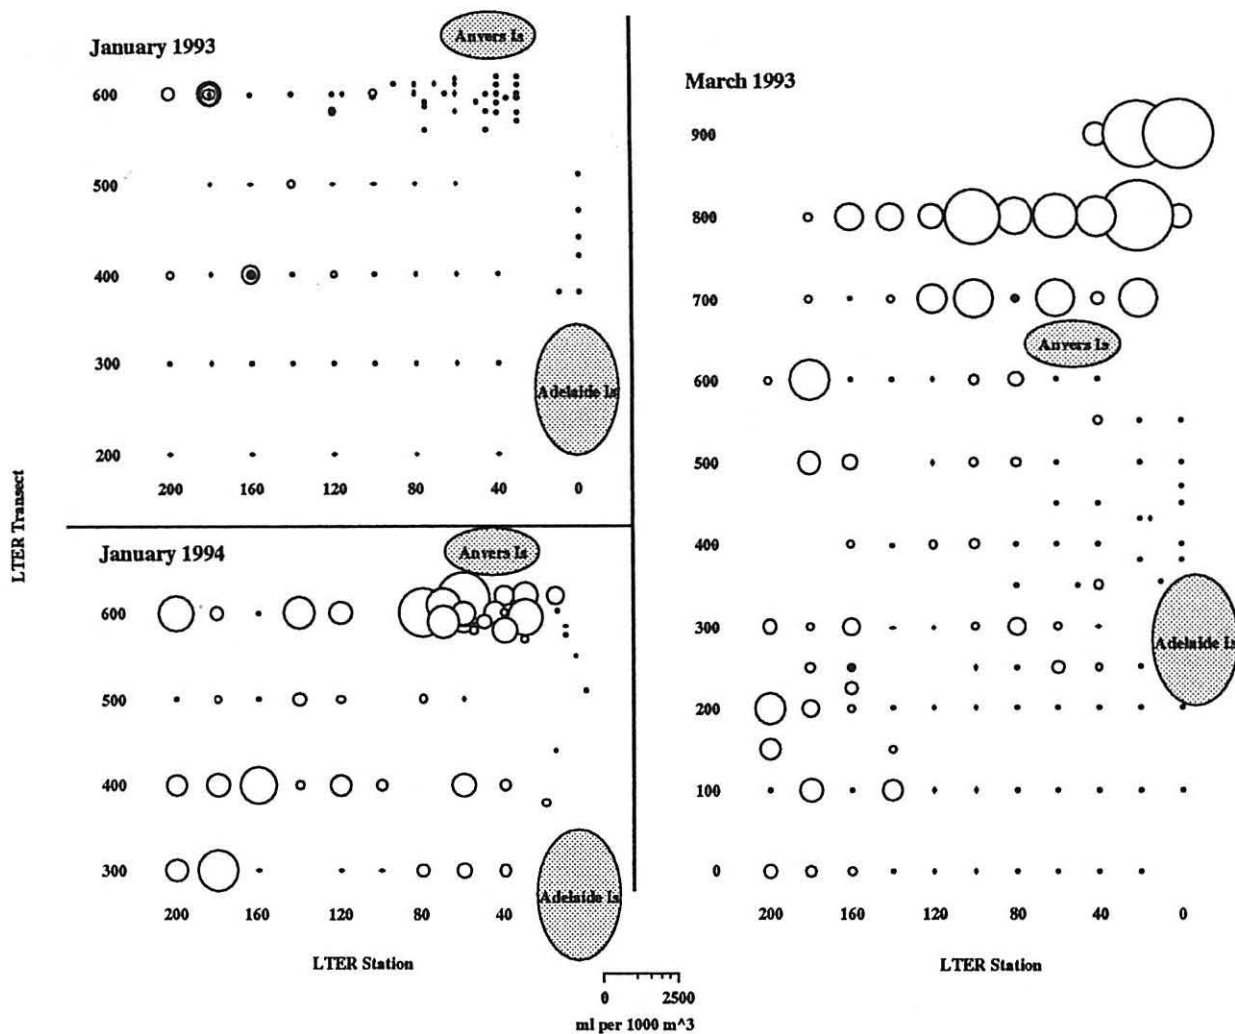 January 1993
Anvers Is
600
500
400
300
200
Adelaide Is
200 160 120 80 40 0
LTER Transect
January 1994
Anvers Is
600
500
400
300
Adelaide Is
200 160 120 80 40
LTER Station
March 1993
900
800
700
Anvers Is
600
500
400
300
Adelaide Is
200
100
0
200 160 120 80 40 0
LTER Station
0 2500
ml per 1000 m^3